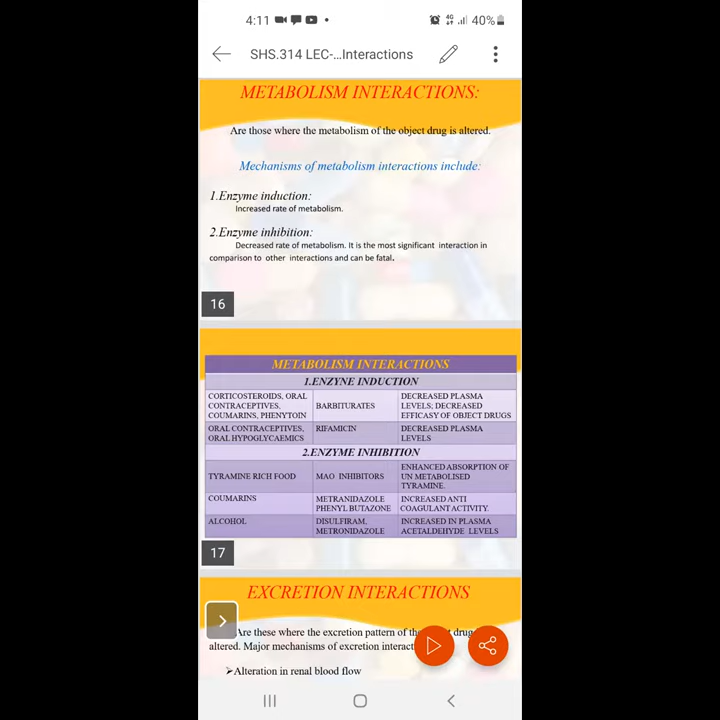 4:11
4G
40%
SHS.314 LEC-...Interactions
METABOLISM INTERACTIONS:
Are those where the metabolism of the object drug is altered.
Mechanisms of metabolism interactions include:
1.Enzyme induction:
Increased rate of metabolism.
2.Enzyme inhibition:
Decreased rate of metabolism. It is the most significant interaction in
comparison to other interactions and can be fatal.
16
METABOLISM INTERACTIONS
1.ENZYNE INDUCTION
CORTICOSTEROIDS, ORAL
CONTRACEPTIVES,
COUMARINS, PHENYTOIN
BARBITURATES
DECREASED PLASMA
LEVELS; DECREASED
EFFICASY OF OBJECT DRUGS
ORAL CONTRACEPTIVES,
ORAL HYPOGLYCAEMICS
RIFAMICIN
DECREASED PLASMA
LEVELS
2.ENZYME INHIBITION
TYRAMINE RICH FOOD
MAO INHIBITORS
ENHANCED ABSORPTION OF
UN METABOLISED
TYRAMINE.
COUMARINS
METRANIDAZOLE
PHENYL BUTAZONE
INCREASED ANTI
COAGULANT ACTIVITY.
ALCOHOL
DISULFIRAM,
METRONIDAZOLE
INCREASED IN PLASMA
ACETALDEHYDE LEVELS
17
EXCRETION INTERACTIONS
Are these where the excretion pattern of the drug
altered. Major mechanisms of excretion interact
➢Alteration in renal blood flow